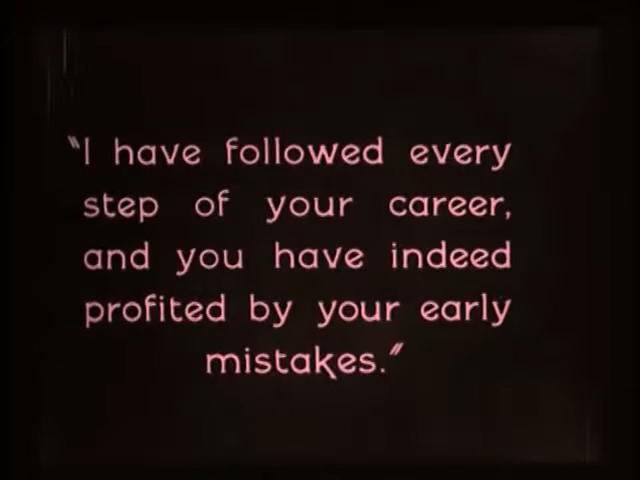 "I have followed every
step of your career,
and you have indeed
profited by your early
mistakes."